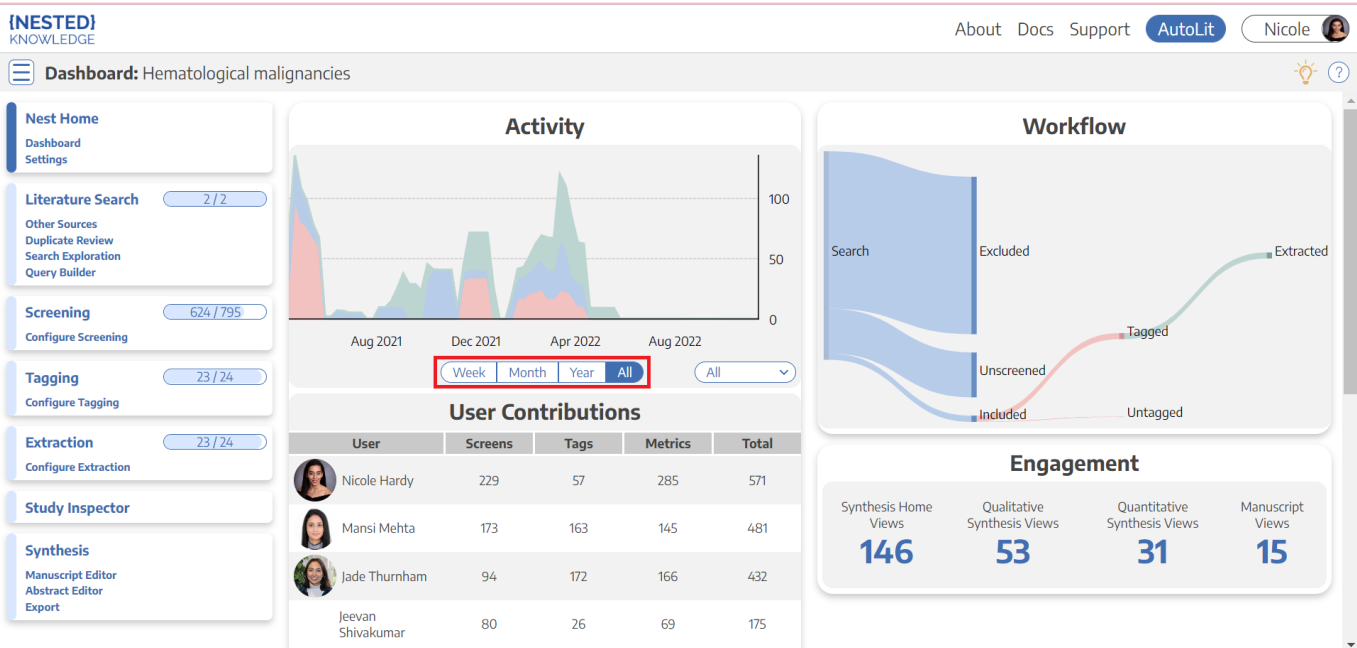 {NESTED}
KNOWLEDGE
About Docs Support AutoLit Nicole
Dashboard: Hematological malignancies
?
Nest Home
Dashboard
Settings
Literature Search 2 / 2
Other Sources
Duplicate Review
Search Exploration
Query Builder
Screening 624 / 795
Configure Screening
Tagging 23 / 24
Configure Tagging
Extraction 23 / 24
Configure Extraction
Study Inspector
Synthesis
Manuscript Editor
Abstract Editor
Export
Activity
100
50
0
Aug 2021 Dec 2021 Apr 2022 Aug 2022
Week Month Year All All
User Contributions
User Screens Tags Metrics Total
Nicole Hardy 229 57 285 571
Mansi Mehta 173 163 145 481
Jade Thurnham 94 172 166 432
Jeevan
Shivakumar 80 26 69 175
Workflow
Search
Excluded
Extracted
Tagged
Unscreened
Included
Untagged
Engagement
Synthesis Home
Views
146
Qualitative
Synthesis Views
53
Quantitative
Synthesis Views
31
Manuscript
Views
15